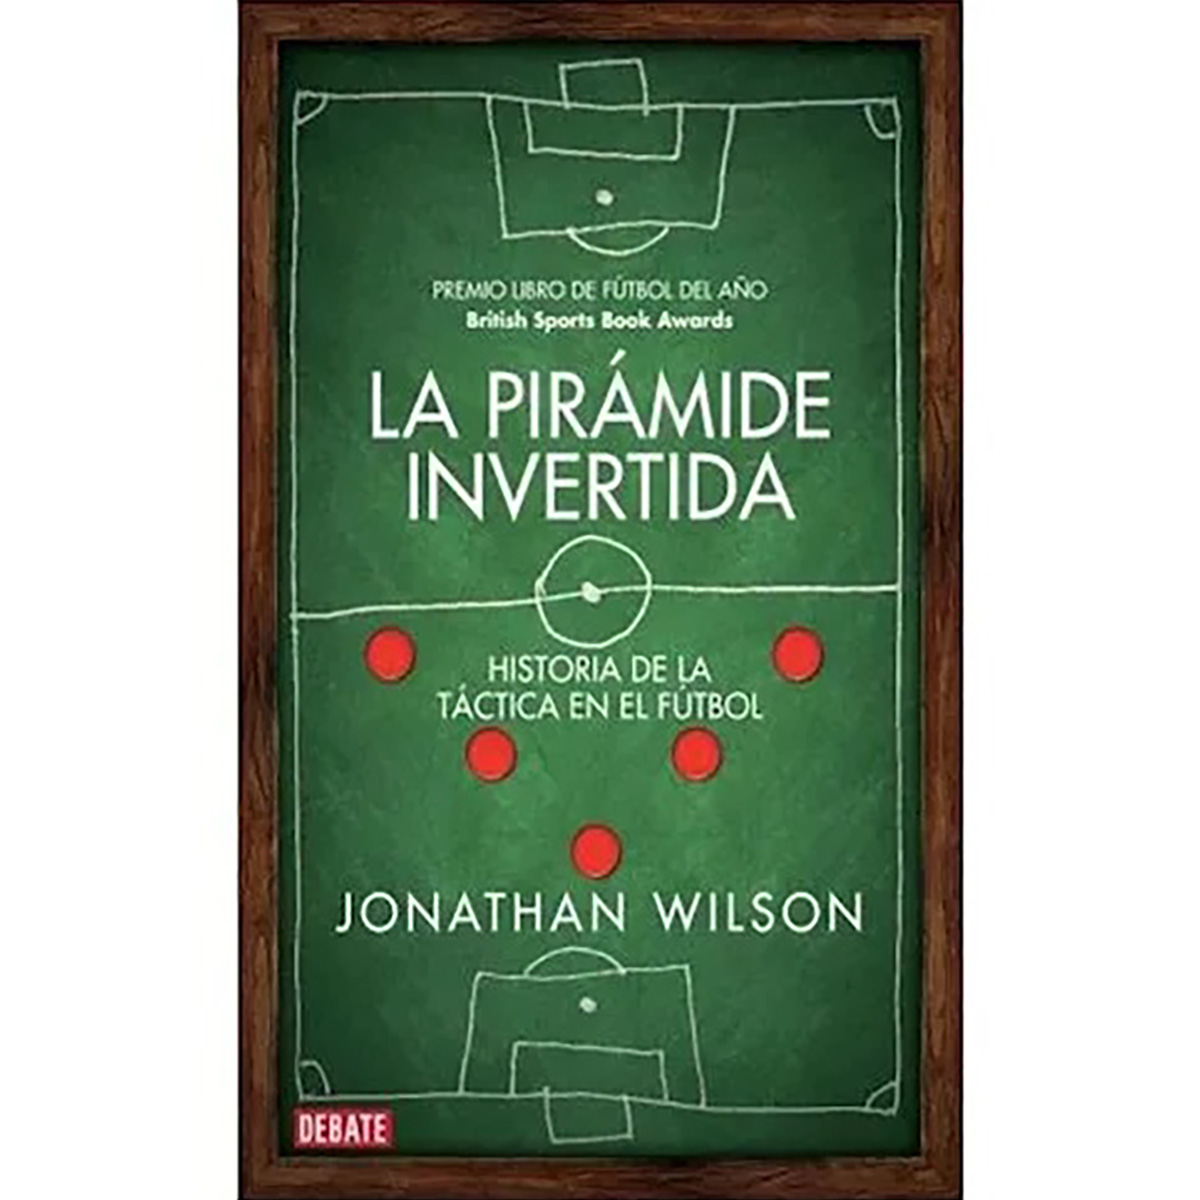 PREMIO LIBRO DE FÚTBOL DEL AÑO
British Sports Book Awards
LA PIRÁMIDE
INVERTIDA
HISTORIA DE LA
TÁCTICA EN EL FÚTBOL
JONATHAN WILSON
DEBATE